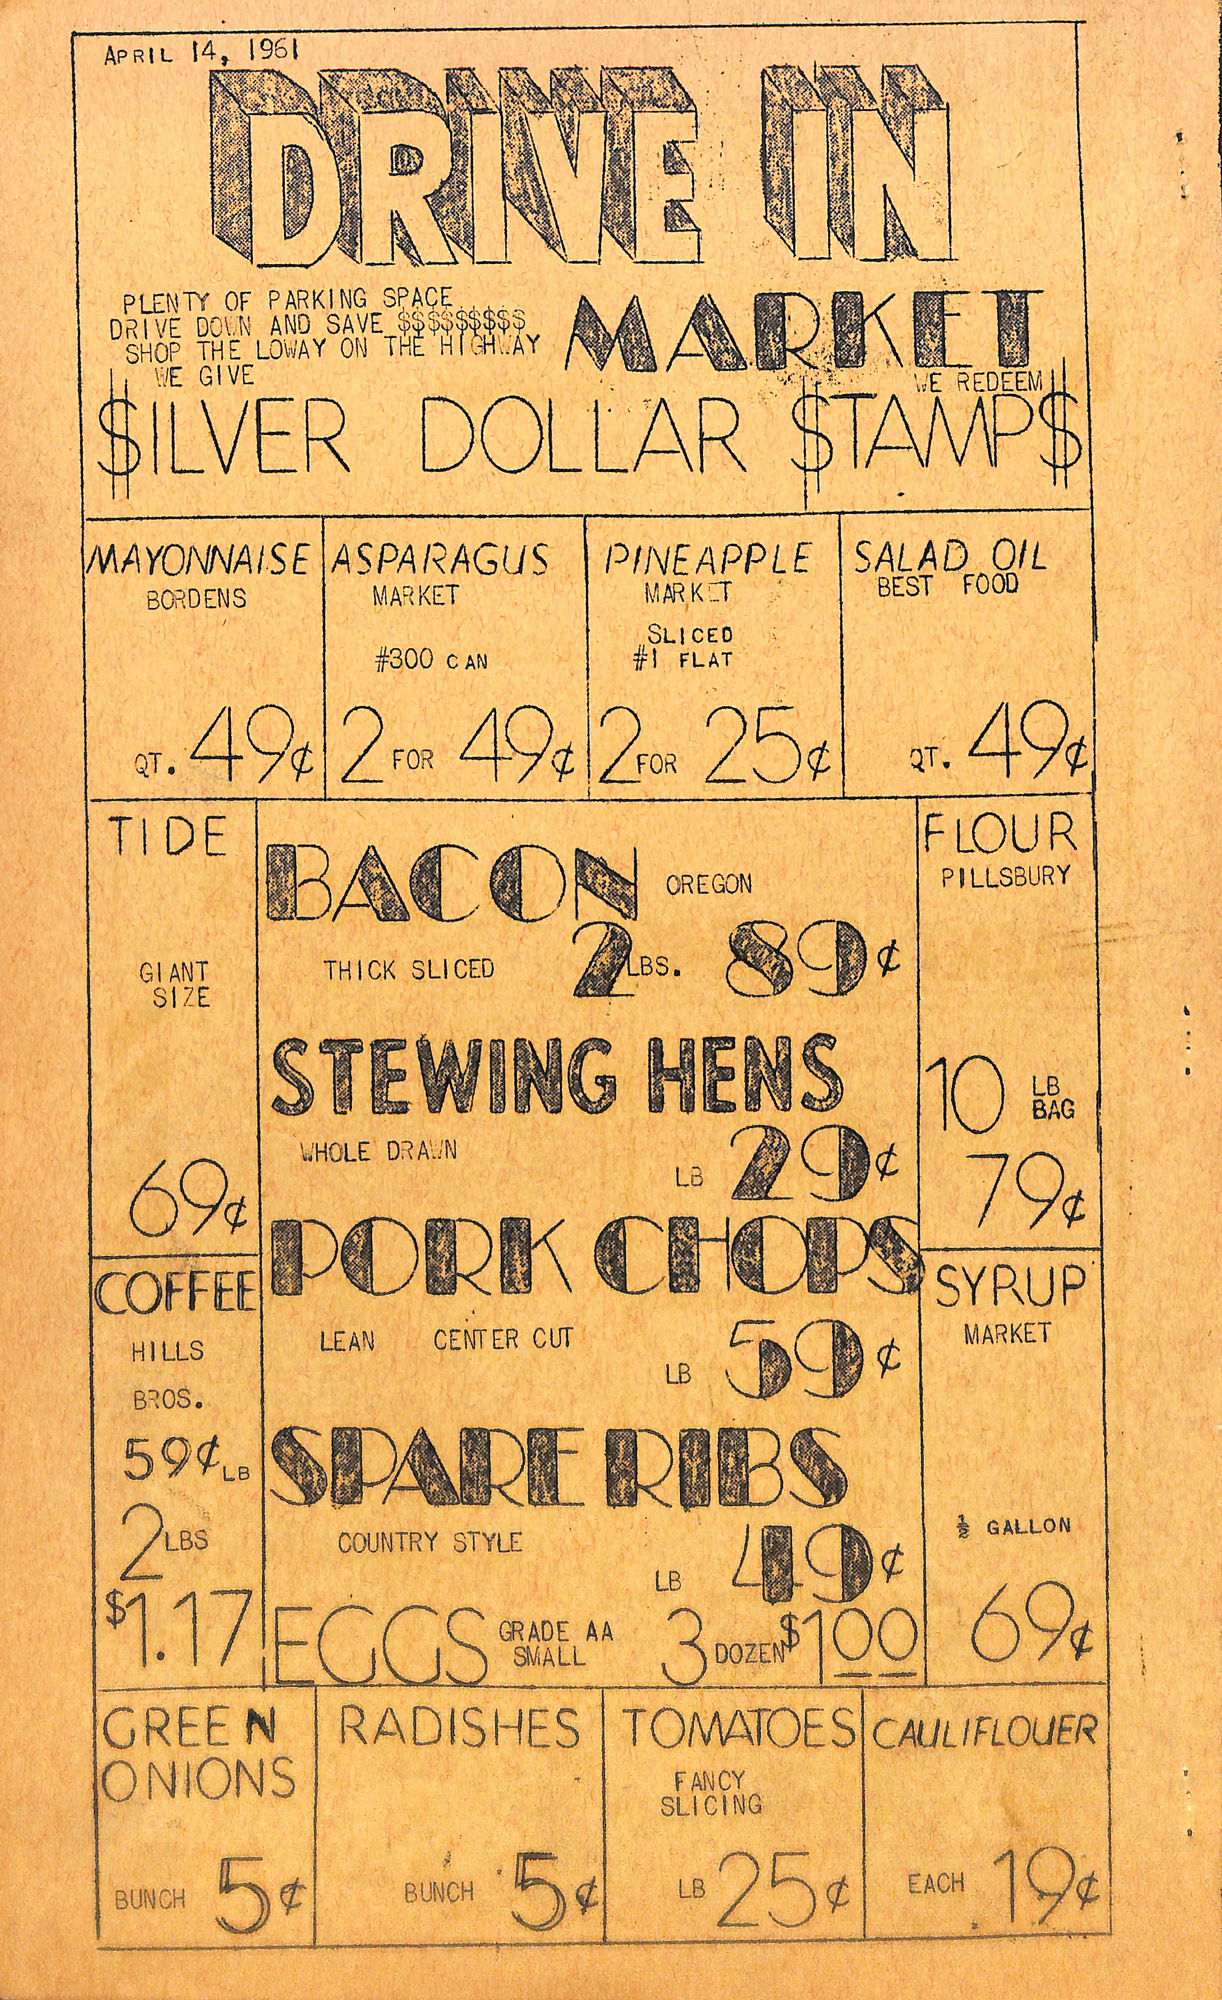 APRIL 14, 1961
DRIVE IN
MARKET
PLENTY OF PARKING SPACE
DRIVE DOWN AND SAVE $$$$$$$$$
SHOP THE LOWAY ON THE HIGHWAY
WE GIVE
WE REDEEM
$ILVER DOLLAR $TAMP$
MAYONNAISE
BORDENS
QT. 49¢
ASPARAGUS
MARKET
#300 CAN
2 FOR 49¢
PINEAPPLE
MARKET
SLICED
#1 FLAT
2 FOR 25¢
SALAD OIL
BEST FOOD
QT. 49¢
TIDE
GIANT
SIZE
69¢
COFFEE
HILLS
BROS.
59¢ LB
2 LBS
$1.17
BACON OREGON
THICK SLICED 2 LBS. 89¢
STEWING HENS
WHOLE DRAWN
LB 29¢
PORK CHOPS
LEAN CENTER CUT
LB 59¢
SPARE RIBS
COUNTRY STYLE
LB 49¢
EGGS GRADE AA
SMALL
3 DOZEN $1.00
FLOUR
PILLSBURY
10 LB
BAG
79¢
SYRUP
MARKET
½ GALLON
69¢
GREEN
ONIONS
BUNCH 5¢
RADISHES
BUNCH 5¢
TOMATOES
FANCY
SLICING
LB 25¢
CAULIFLOUER
EACH 19¢